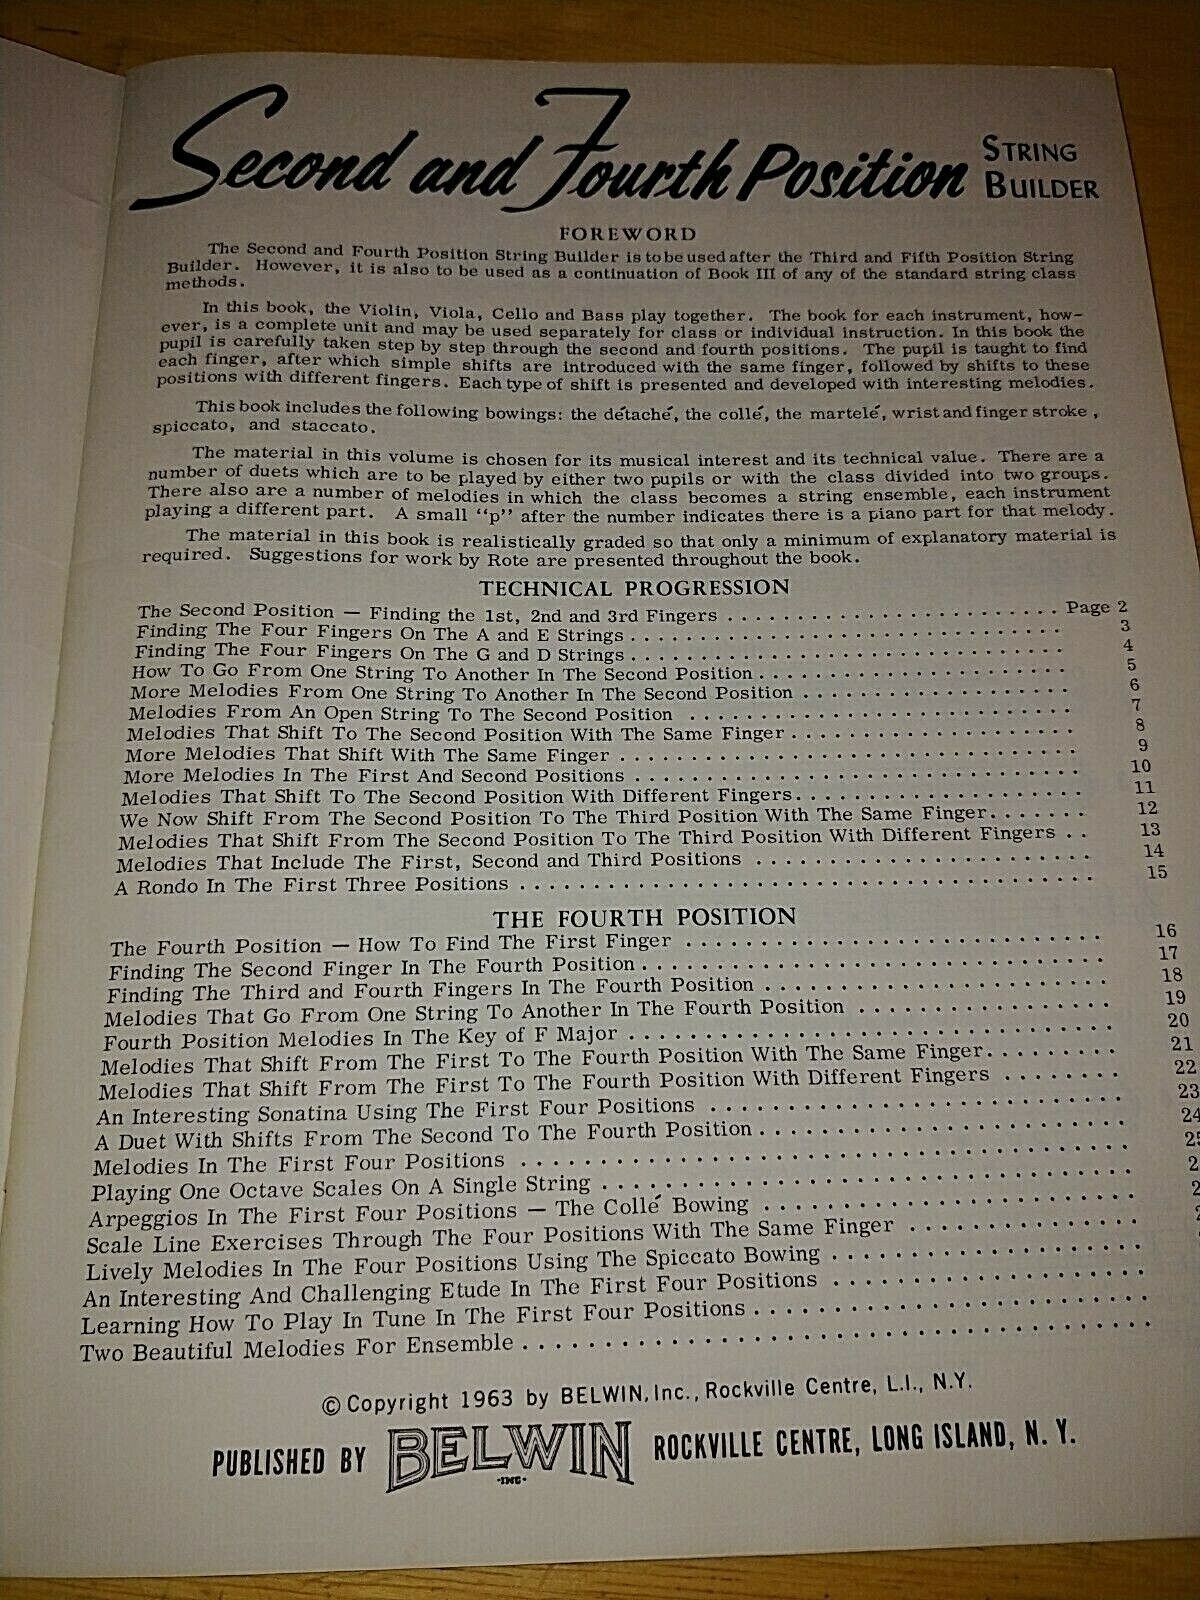 Second and Fourth Position STRING BUILDER
FOREWORD
The Second and Fourth Position String Builder is to be used after the Third and Fifth Position String
Builder. However, it is also to be used as a continuation of Book III of any of the standard string class
methods.
In this book, the Violin, Viola, Cello and Bass play together. The book for each instrument, how-
ever, is a complete unit and may be used separately for class or individual instruction. In this book the
pupil is carefully taken step by step through the second and fourth positions. The pupil is taught to find
each finger, after which simple shifts are introduced with the same finger, followed by shifts to these
positions with different fingers. Each type of shift is presented and developed with interesting melodies.
This book includes the following bowings: the détaché, the collé, the martelé, wrist and finger stroke,
spiccato, and staccato.
The material in this volume is chosen for its musical interest and its technical value. There are a
number of duets which are to be played by either two pupils or with the class divided into two groups.
There also are a number of melodies in which the class becomes a string ensemble, each instrument
playing a different part. A small "p" after the number indicates there is a piano part for that melody.
The material in this book is realistically graded so that only a minimum of explanatory material is
required. Suggestions for work by Rote are presented throughout the book.
TECHNICAL PROGRESSION
The Second Position — Finding the 1st, 2nd and 3rd Fingers . . . . . . . . . . . . . . . . . . . . . . . . . . Page 2
Finding The Four Fingers On The A and E Strings . . . . . . . . . . . . . . . . . . . . . . . . . . . . . . . . . 3
Finding The Four Fingers On The G and D Strings . . . . . . . . . . . . . . . . . . . . . . . . . . . . . . . . . 4
How To Go From One String To Another In The Second Position . . . . . . . . . . . . . . . . . . . . . . . . 5
More Melodies From One String To Another In The Second Position . . . . . . . . . . . . . . . . . . . . . 6
Melodies From An Open String To The Second Position . . . . . . . . . . . . . . . . . . . . . . . . . . . . . 7
Melodies That Shift To The Second Position With The Same Finger . . . . . . . . . . . . . . . . . . . . . . 8
More Melodies That Shift With The Same Finger . . . . . . . . . . . . . . . . . . . . . . . . . . . . . . . . . . 9
More Melodies In The First And Second Positions . . . . . . . . . . . . . . . . . . . . . . . . . . . . . . . . . . 10
Melodies That Shift To The Second Position With Different Fingers . . . . . . . . . . . . . . . . . . . . . . 11
We Now Shift From The Second Position To The Third Position With The Same Finger . . . . . . . 12
Melodies That Shift From The Second Position To The Third Position With Different Fingers . . 13
Melodies That Include The First, Second and Third Positions . . . . . . . . . . . . . . . . . . . . . . . . . . 14
A Rondo In The First Three Positions . . . . . . . . . . . . . . . . . . . . . . . . . . . . . . . . . . . . . . . . . . . 15
THE FOURTH POSITION
The Fourth Position — How To Find The First Finger . . . . . . . . . . . . . . . . . . . . . . . . . . . . . . . 16
Finding The Second Finger In The Fourth Position . . . . . . . . . . . . . . . . . . . . . . . . . . . . . . . . . . 17
Finding The Third and Fourth Fingers In The Fourth Position . . . . . . . . . . . . . . . . . . . . . . . . . . 18
Melodies That Go From One String To Another In The Fourth Position . . . . . . . . . . . . . . . . . . . 19
Fourth Position Melodies In The Key of F Major . . . . . . . . . . . . . . . . . . . . . . . . . . . . . . . . . . . . 20
Melodies That Shift From The First To The Fourth Position With The Same Finger . . . . . . . . . . 21
Melodies That Shift From The First To The Fourth Position With Different Fingers . . . . . . . . . 22
An Interesting Sonatina Using The First Four Positions . . . . . . . . . . . . . . . . . . . . . . . . . . . . . . . 23
A Duet With Shifts From The Second To The Fourth Position . . . . . . . . . . . . . . . . . . . . . . . . . . . 24
Melodies In The First Four Positions . . . . . . . . . . . . . . . . . . . . . . . . . . . . . . . . . . . . . . . . . . . . 25
Playing One Octave Scales On A Single String . . . . . . . . . . . . . . . . . . . . . . . . . . . . . . . . . . . . . 2
Arpeggios In The First Four Positions — The Collé Bowing . . . . . . . . . . . . . . . . . . . . . . . . . . . . 2
Scale Line Exercises Through The Four Positions With The Same Finger . . . . . . . . . . . . . . . . .
Lively Melodies In The Four Positions Using The Spiccato Bowing . . . . . . . . . . . . . . . . . . . . . . .
An Interesting And Challenging Etude In The First Four Positions . . . . . . . . . . . . . . . . . . . . . . .
Learning How To Play In Tune In The First Four Positions . . . . . . . . . . . . . . . . . . . . . . . . . . . .
Two Beautiful Melodies For Ensemble . . . . . . . . . . . . . . . . . . . . . . . . . . . . . . . . . . . . . . . . . . .
© Copyright 1963 by BELWIN, Inc., Rockville Centre, L.I., N.Y.
PUBLISHED BY BELWIN INC ROCKVILLE CENTRE, LONG ISLAND, N. Y.